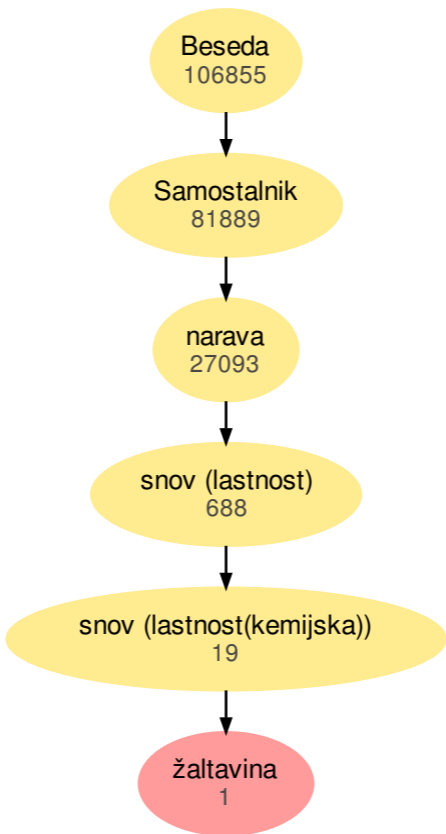 Beseda
106855
Samostalnik
81889
narava
27093
snov (lastnost)
688
snov (lastnost(kemijska))
19
žaltavina
1